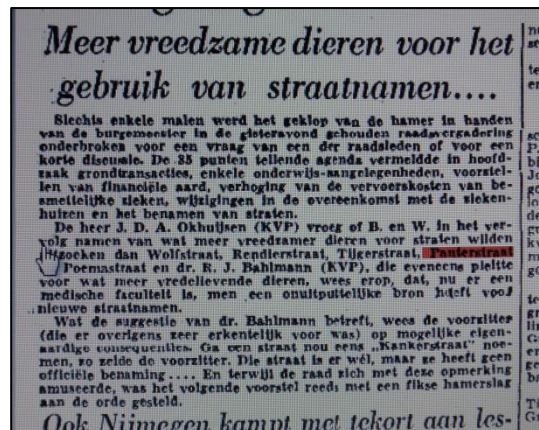 Meer vreedzame dieren voor het
gebruik van straatnamen....
Slechts enkele malen werd het geklop van de hamer in handen
van de burgemeester in de gisteravond gehouden raadsvergadering
onderbroken voor een vraag van een der raadsleden of voor een
korte discussie. De 35 punten tellende agenda vermeldde in hoofd-
zaak grondtransacties, enkele onderwijs-aangelegenheden, voorstel-
len van financiële aard, verhoging van de vervoerskosten van be-
smettelijke zieken, wijzigingen in de overeenkomst met de zieken-
huizen en het benamen van straten.
De heer J. D. A. Okhuijsen (KVP) vroeg of B. en W. in het ver-
volg namen van wat meer vreedzamer dieren voor straten wilden
zoeken dan Wolfstraat, Rendierstraat, Tijgerstraat, Panterstraat
Poemastraat en dr. R. J. Bahlmann (KVP), die eveneens pleitte
voor wat meer vredelievende dieren, wees erop, dat, nu er een
medische faculteit is, men een onuitputtelijke bron heeft voor
nieuwe straatnamen.
Wat de suggestie van dr. Bahlmann betreft, wees de voorzitter
(die er overigens zeer erkentelijk voor was) op mogelijke eigen-
aardige consequenties. Ga een straat nou eens „Kankerstraat" noe-
men, zo zeide de voorzitter. Die straat is er wél, maar ze heeft geen
officiële benaming.... En terwijl de raad zich met deze opmerking
amuseerde, was het volgende voorstel reeds met een fikse hamerslag
aan de orde gesteld.
Ook Nijmegen kampt met tekort aan les-